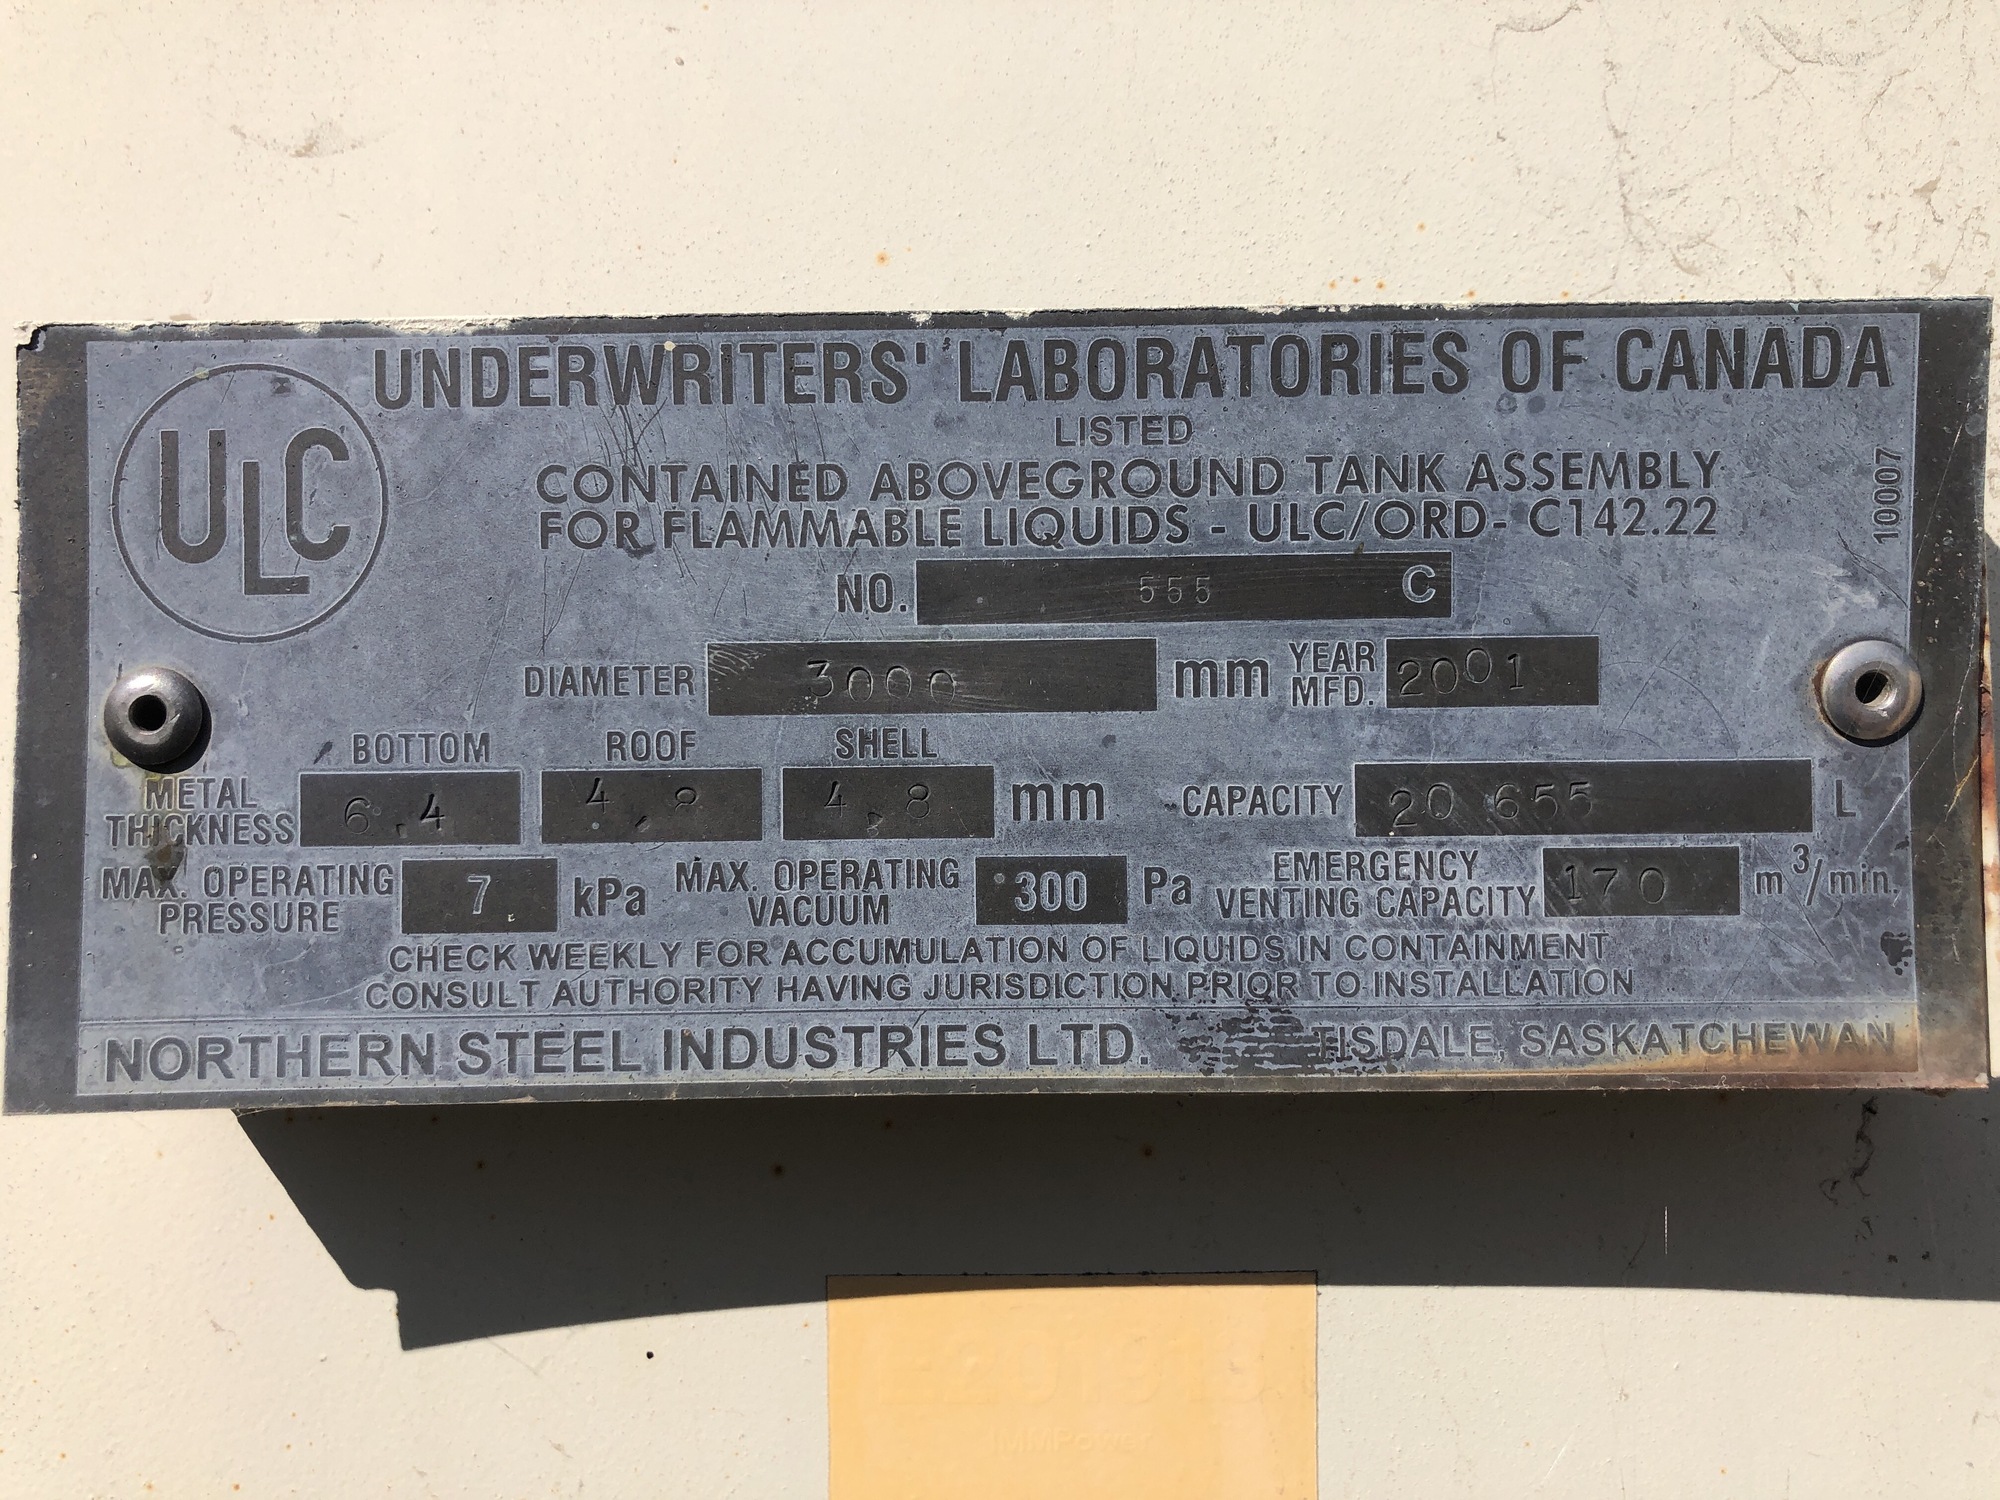 ULC
UNDERWRITERS' LABORATORIES OF CANADA
LISTED
CONTAINED ABOVEGROUND TANK ASSEMBLY
FOR FLAMMABLE LIQUIDS - ULC/ORD- C142.22
10007
NO. 555 C
DIAMETER 3000 mm YEAR MFD. 2001
BOTTOM ROOF SHELL
METAL THICKNESS 6.4 4.8 4.8 mm CAPACITY 20 655 L
MAX. OPERATING PRESSURE 7 kPa MAX. OPERATING VACUUM 300 Pa EMERGENCY VENTING CAPACITY 170 m³/min.
CHECK WEEKLY FOR ACCUMULATION OF LIQUIDS IN CONTAINMENT
CONSULT AUTHORITY HAVING JURISDICTION PRIOR TO INSTALLATION
NORTHERN STEEL INDUSTRIES LTD. TISDALE, SASKATCHEWAN
MMPower